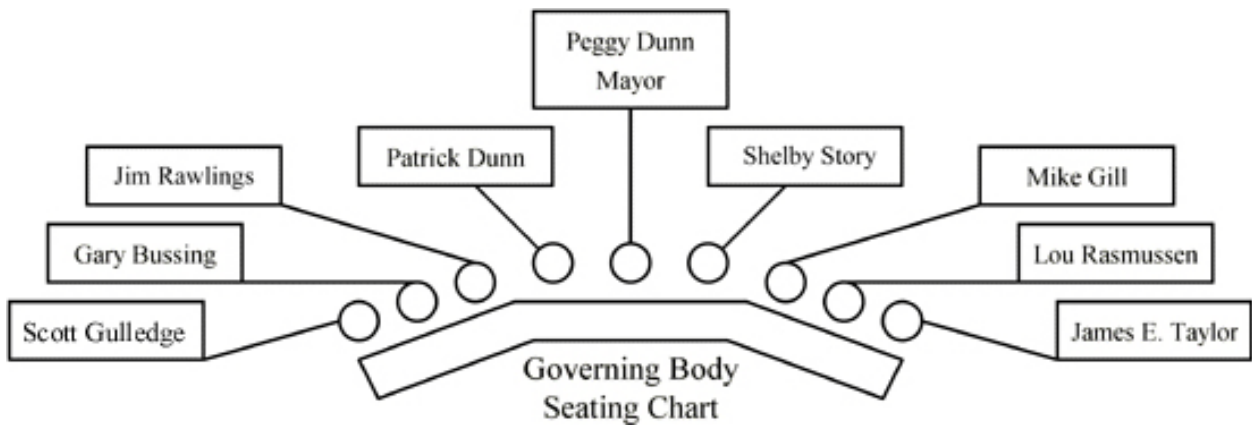 Peggy Dunn
Mayor
Patrick Dunn
Shelby Story
Jim Rawlings
Mike Gill
Gary Bussing
Lou Rasmussen
Scott Gulledge
James E. Taylor
Governing Body
Seating Chart